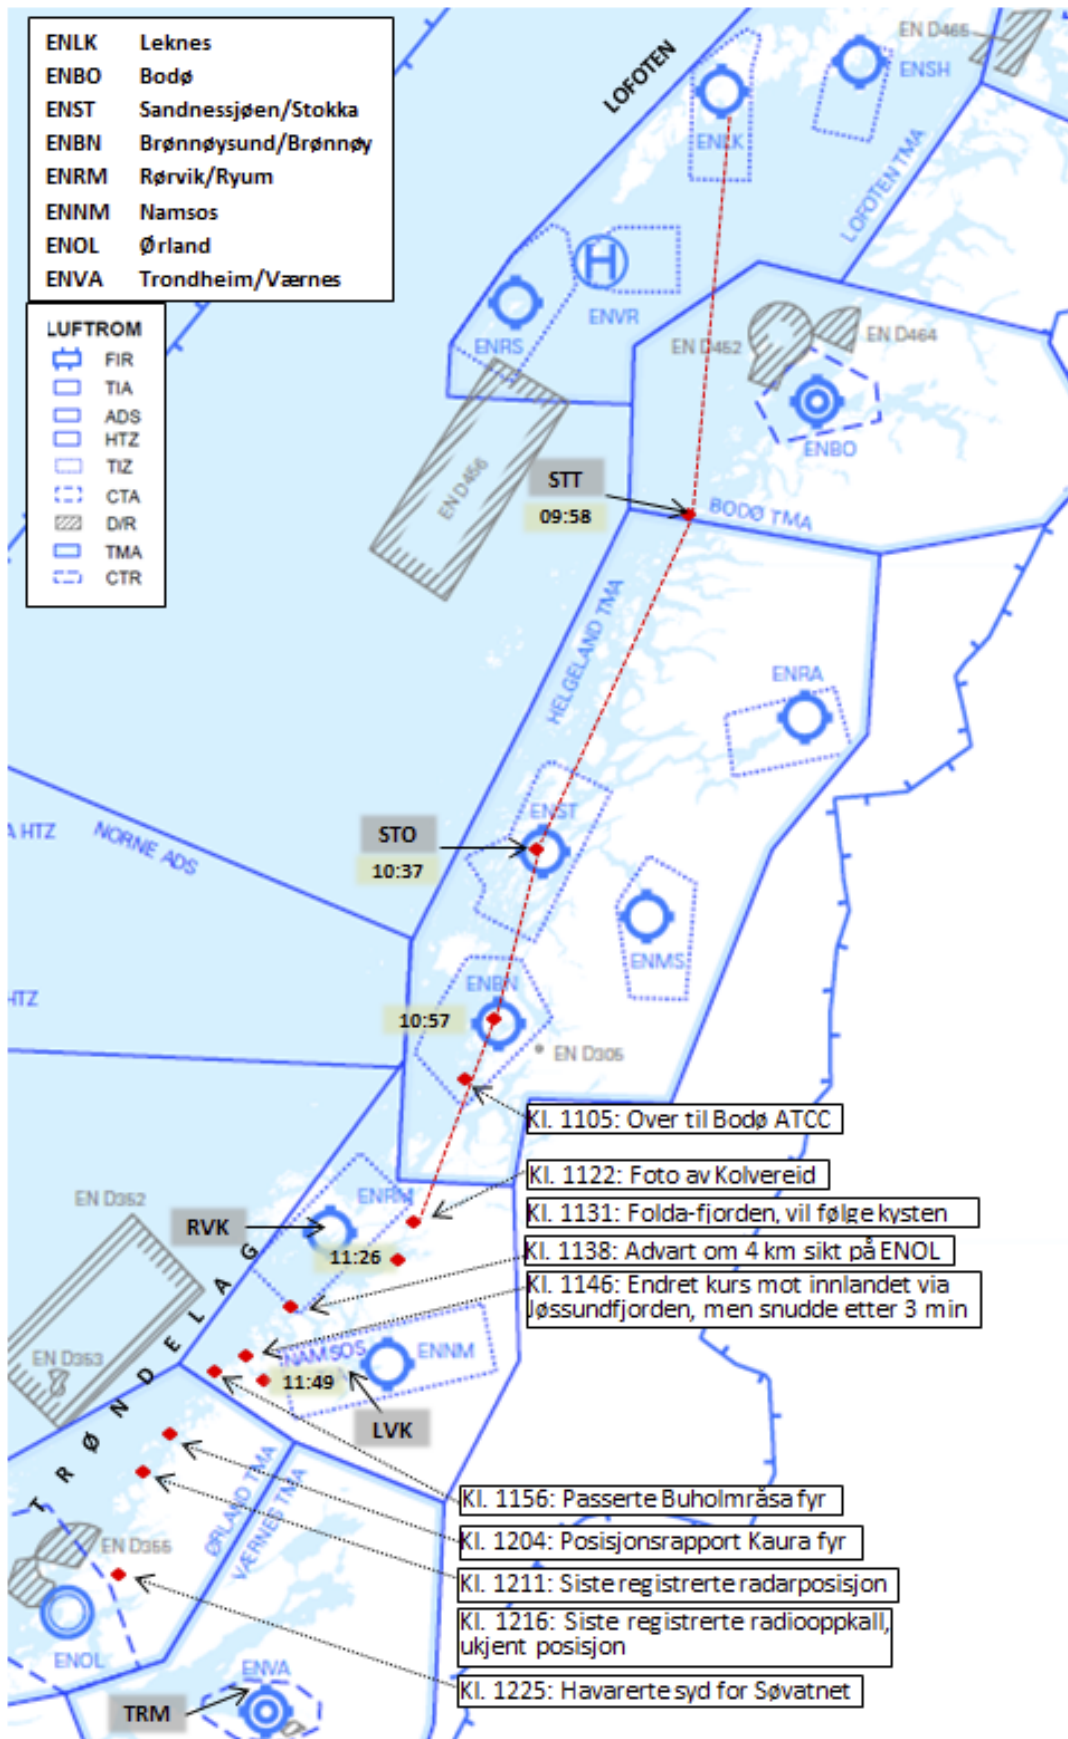 ENLK Leknes
ENBO Bodø
ENST Sandnessjøen/Stokka
ENBN Brønnøysund/Brønnøy
ENRM Rørvik/Ryum
ENNM Namsos
ENOL Ørland
ENVA Trondheim/Værnes
LUFTROM
FIR
TIA
ADS
HTZ
TIZ
CTA
D/R
TMA
CTR
LOFOTEN
EN D465
ENSH
ENLK
LOFOTEN TMA
ENVR
ENRS
EN D462
EN D464
ENBO
EN D456
STT
09:58
BODØ TMA
HELGELAND TMA
ENRA
A HTZ
NORNE ADS
ENST
STO
10:37
ENMS
HTZ
ENBN
10:57
EN D305
Kl. 1105: Over til Bodø ATCC
Kl. 1122: Foto av Kolvereid
EN D352
ENRM
RVK
11:26
Kl. 1131: Folda-fjorden, vil følge kysten
Kl. 1138: Advart om 4 km sikt på ENOL
Kl. 1146: Endret kurs mot innlandet via
Jøssundfjorden, men snudde etter 3 min
TRØNDELAG
EN D353
NAMSOS
ENNM
11:49
LVK
ØRLAND TMA
VÆRNES TMA
Kl. 1156: Passerte Buholmråsa fyr
Kl. 1204: Posisjonsrapport Kaura fyr
EN D355
Kl. 1211: Siste registrerte radarposisjon
Kl. 1216: Siste registrerte radiooppkall,
ukjent posisjon
ENOL
ENVA
Kl. 1225: Havarerte syd for Søvatnet
TRM